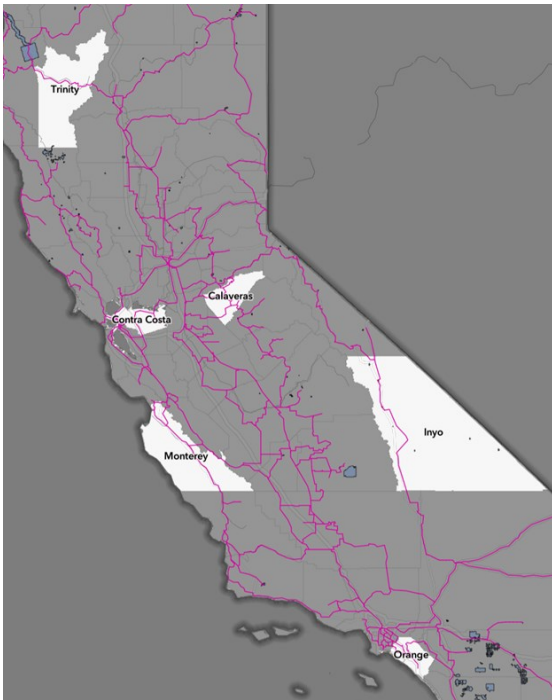 Trinity
Calaveras
Contra Costa
Inyo
Monterey
Orange